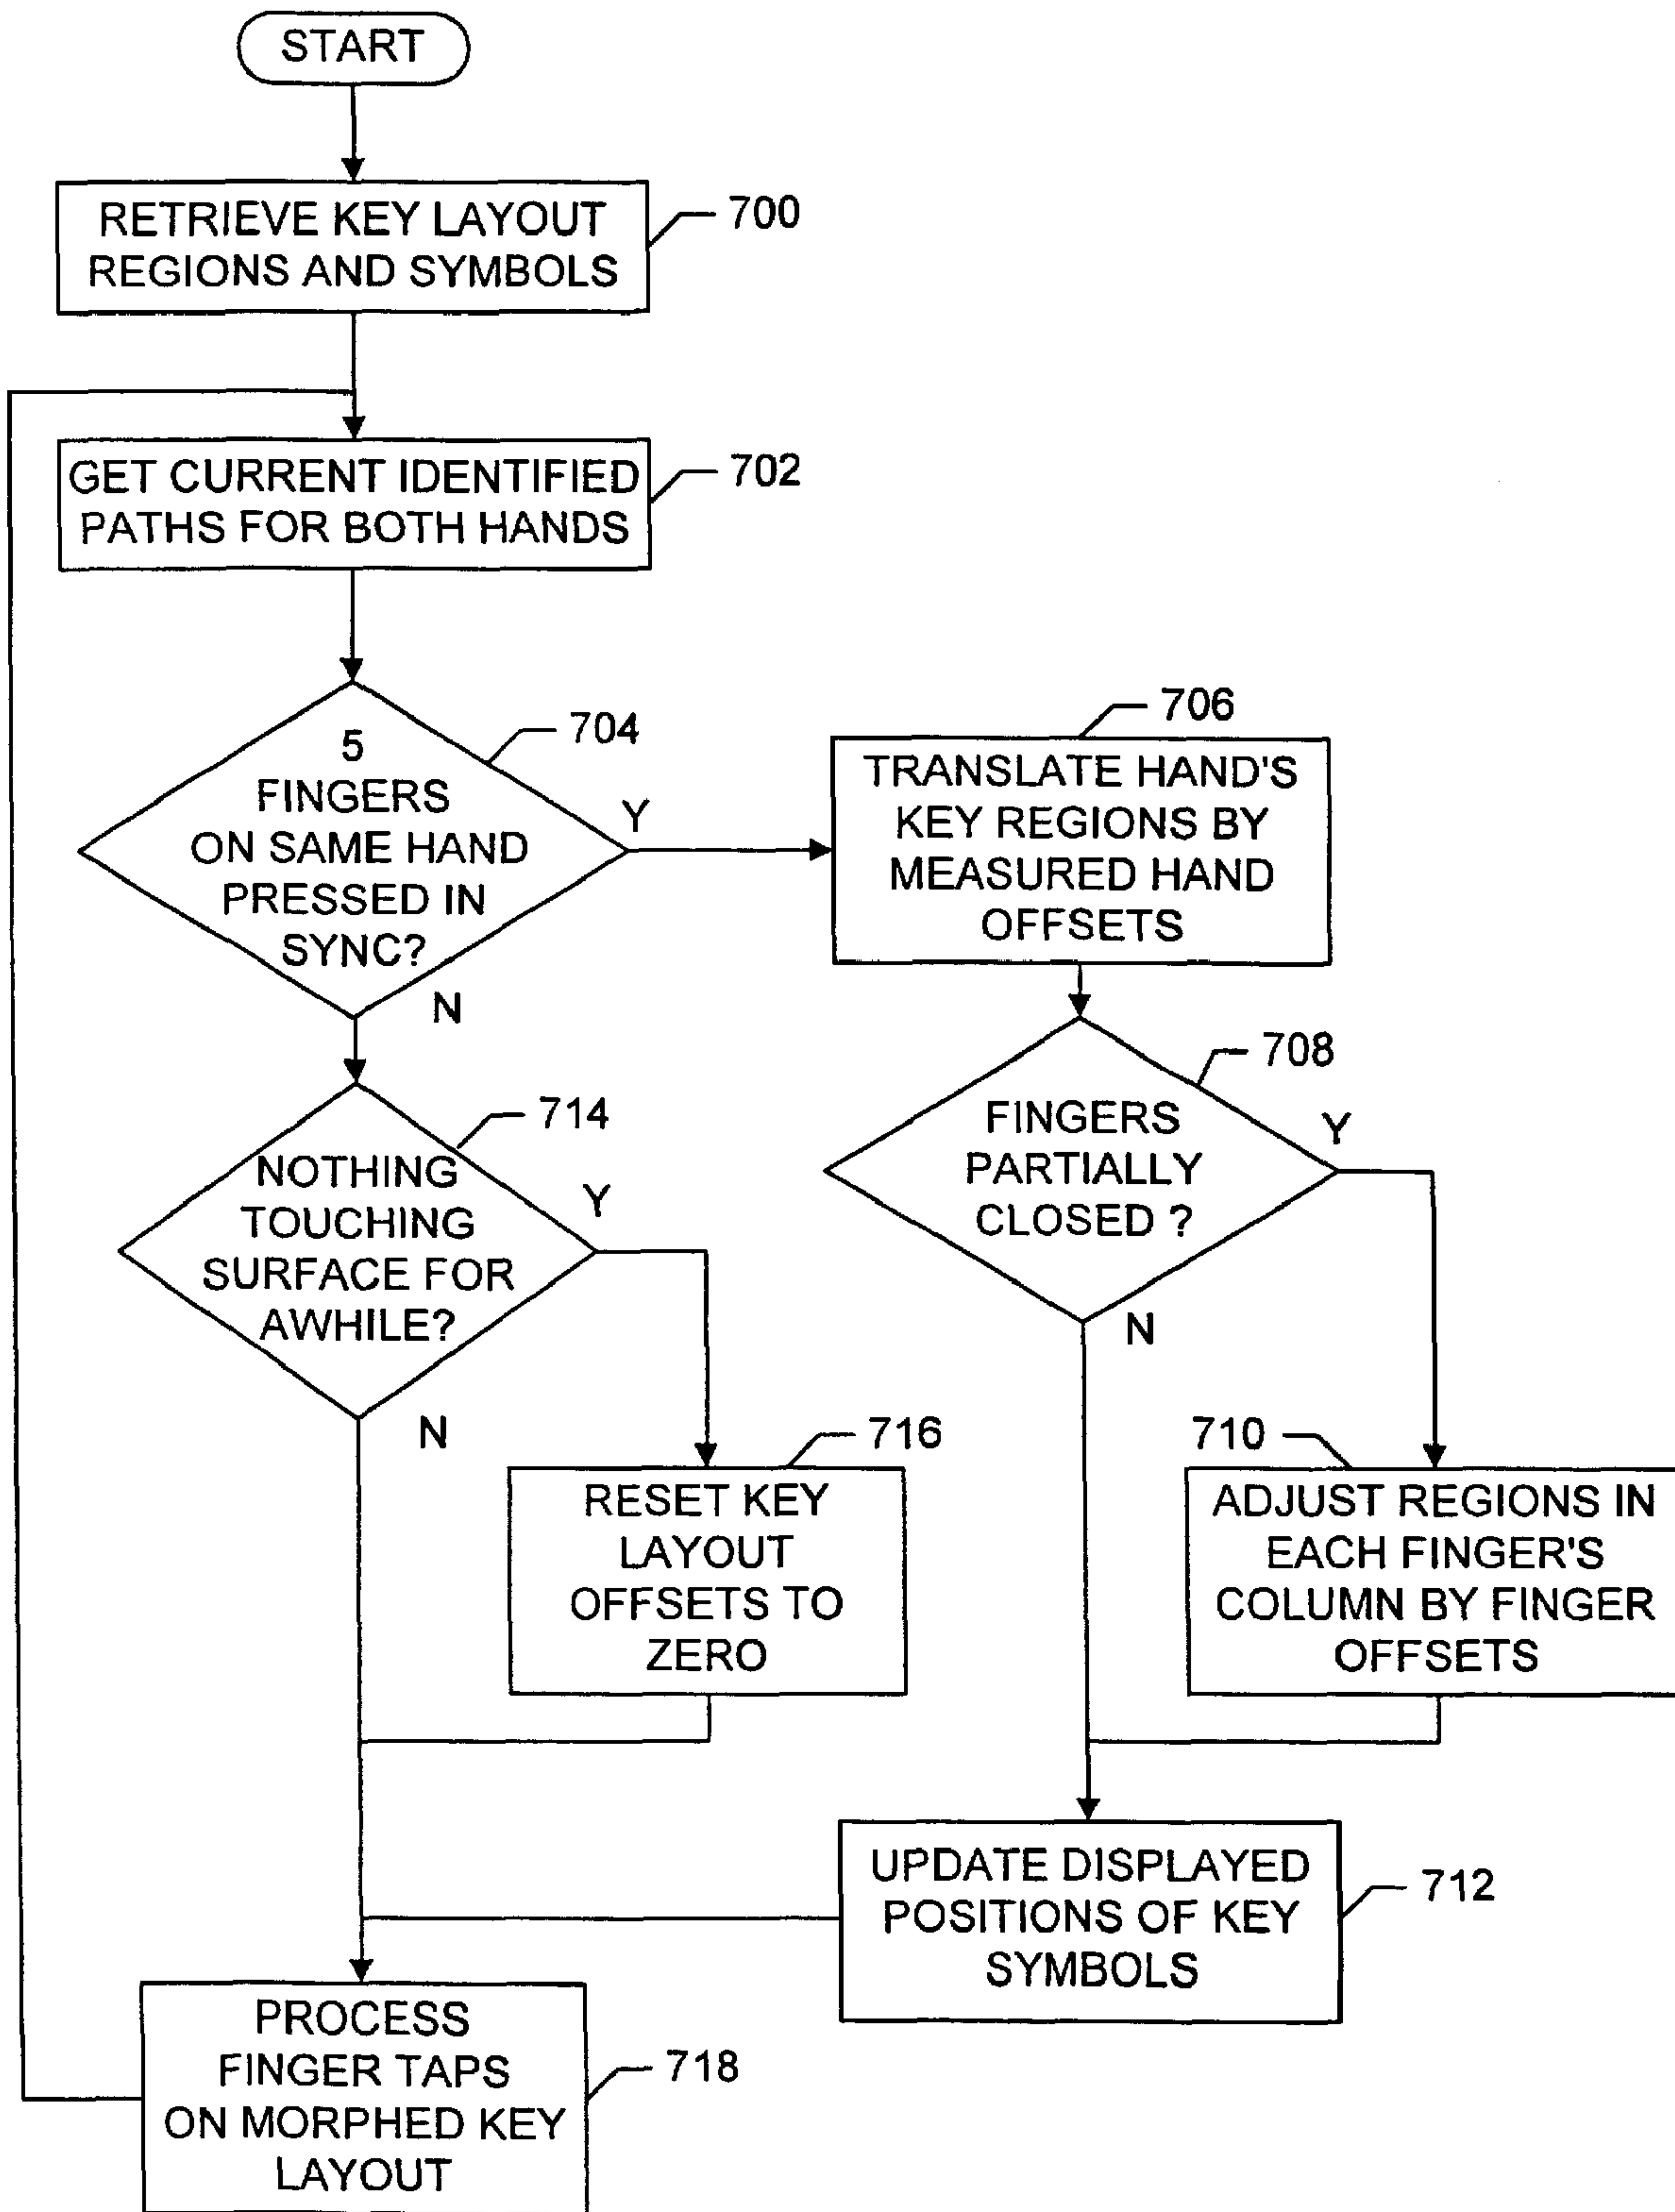 START
RETRIEVE KEY LAYOUT
REGIONS AND SYMBOLS
700
GET CURRENT IDENTIFIED
PATHS FOR BOTH HANDS
702
5
FINGERS
ON SAME HAND
PRESSED IN
SYNC?
704
Y
N
706
TRANSLATE HAND'S
KEY REGIONS BY
MEASURED HAND
OFFSETS
708
FINGERS
PARTIALLY
CLOSED ?
Y
N
714
NOTHING
TOUCHING
SURFACE FOR
AWHILE?
Y
N
716
RESET KEY
LAYOUT
OFFSETS TO
ZERO
710
ADJUST REGIONS IN
EACH FINGER'S
COLUMN BY FINGER
OFFSETS
UPDATE DISPLAYED
POSITIONS OF KEY
SYMBOLS
712
PROCESS
FINGER TAPS
ON MORPHED KEY
LAYOUT
718